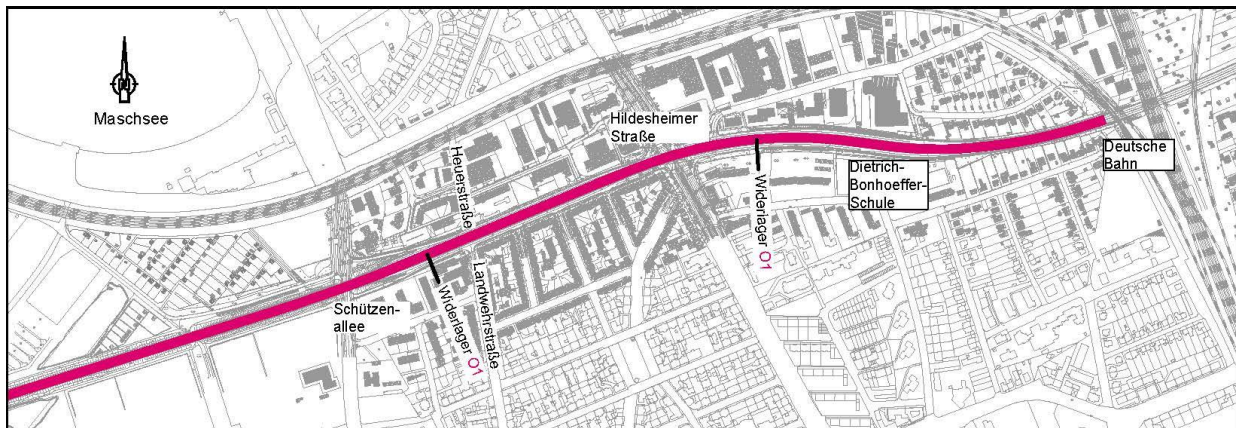 Maschsee
Hildesheimer
Straße
Heuerstraße
Deutsche
Bahn
Dietrich-
Bonhoeffer-
Schule
Widerlager O1
Schützen-
allee
Widerlager O1
Landwehrstraße